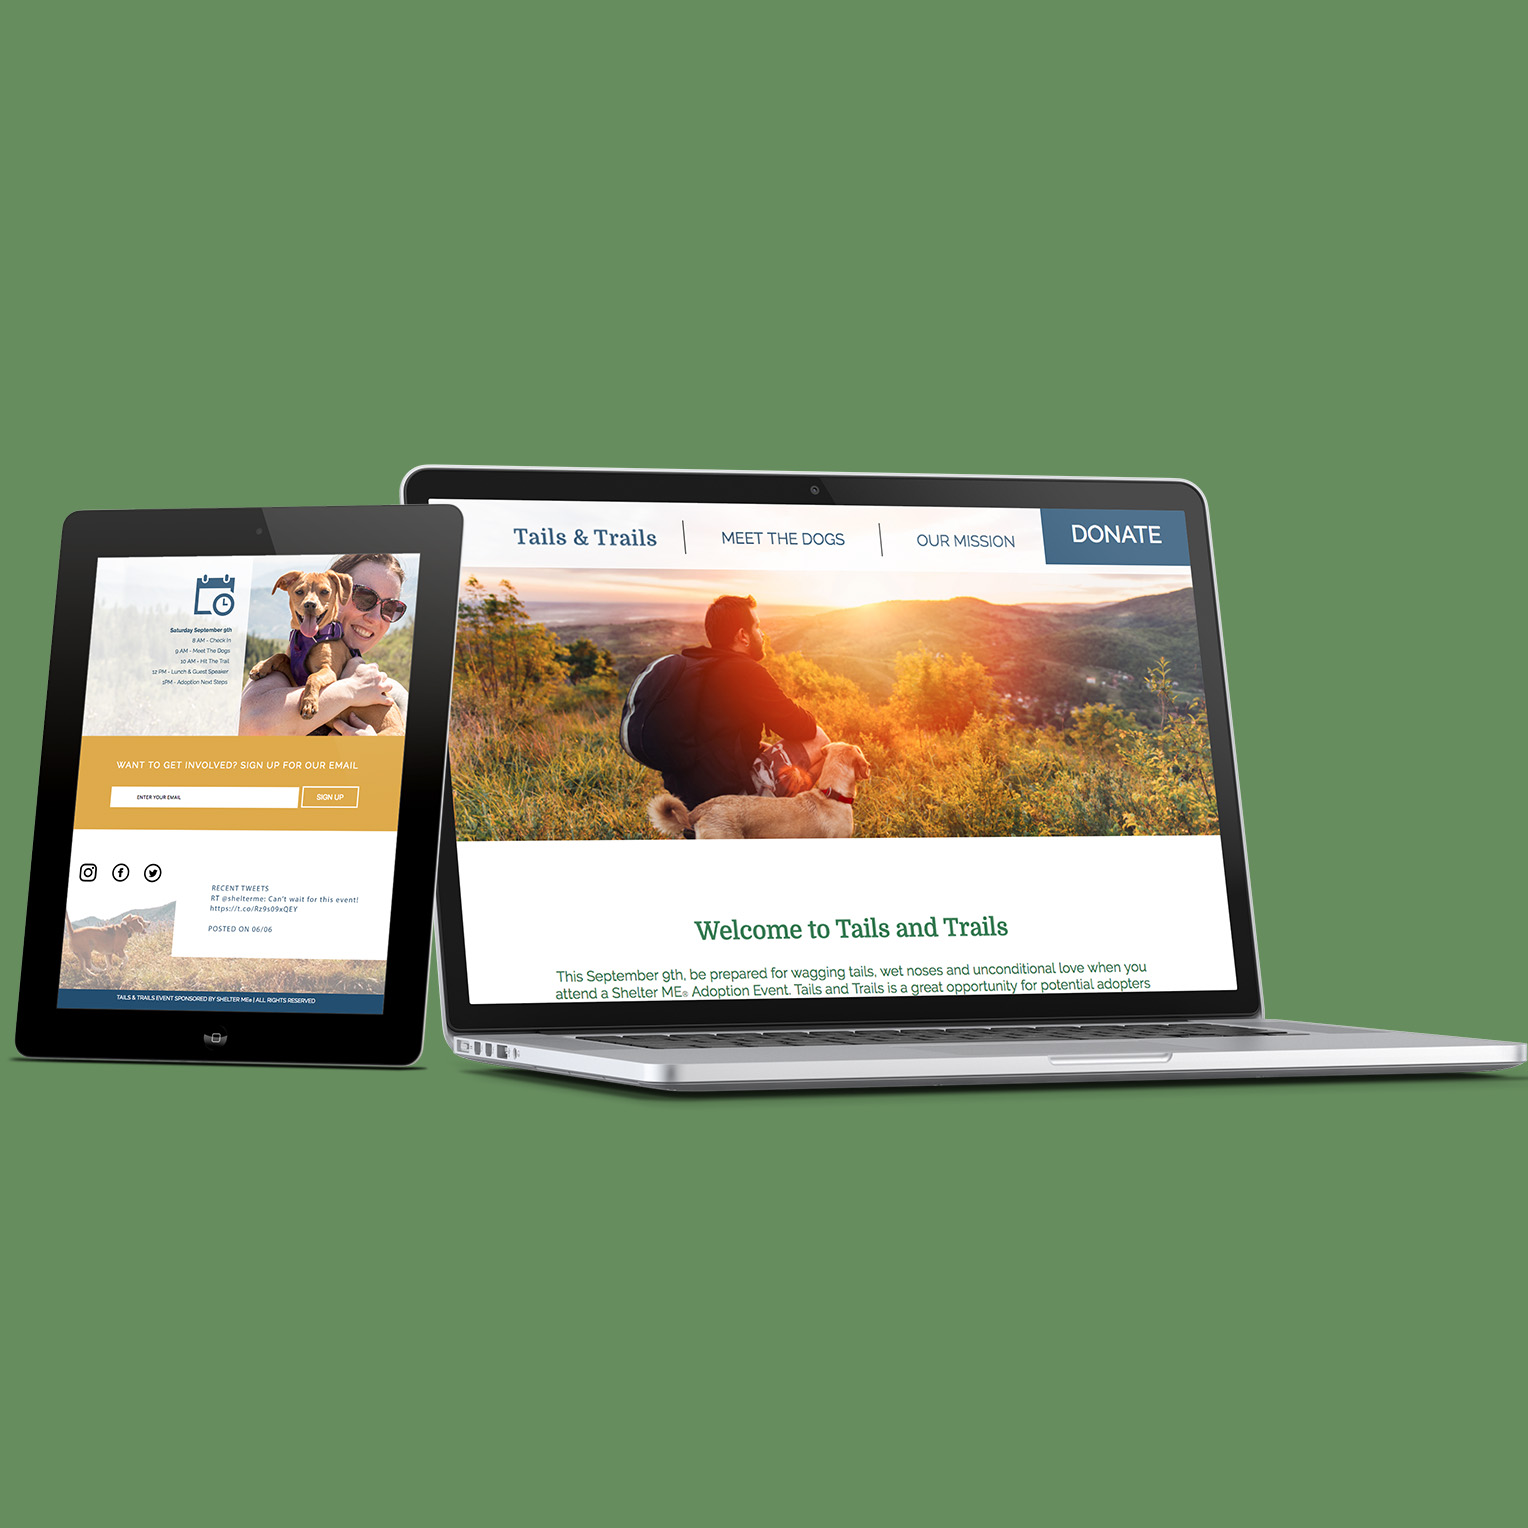 Tails & Trails
MEET THE DOGS
OUR MISSION
DONATE
Welcome to Tails and Trails
This September 9th, be prepared for wagging tails, wet noses and unconditional love when you
attend a Shelter ME® Adoption Event. Tails and Trails is a great opportunity for potential adopters
Saturday September 9th
8 AM - Check In
9 AM - Meet The Dogs
10 AM - Hit The Trail
12 PM - Lunch & Guest Speaker
1PM - Adoption Next Steps
WANT TO GET INVOLVED? SIGN UP FOR OUR EMAIL
ENTER YOUR EMAIL
SIGN UP
RECENT TWEETS
RT @shelterme: Can't wait for this event!
https://t.co/Rz9s09xQEY
POSTED ON 06/06
TAILS & TRAILS EVENT SPONSORED BY SHELTER ME® | ALL RIGHTS RESERVED